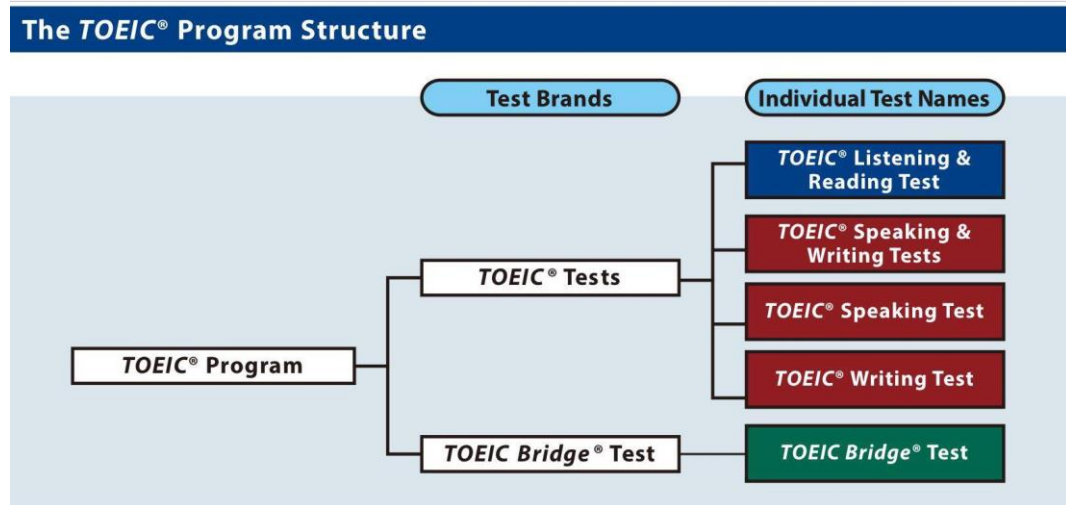 The TOEIC® Program Structure
Test Brands
Individual Test Names
TOEIC® Listening &
Reading Test
TOEIC® Speaking &
Writing Tests
TOEIC® Tests
TOEIC® Speaking Test
TOEIC® Program
TOEIC® Writing Test
TOEIC Bridge® Test
TOEIC Bridge® Test